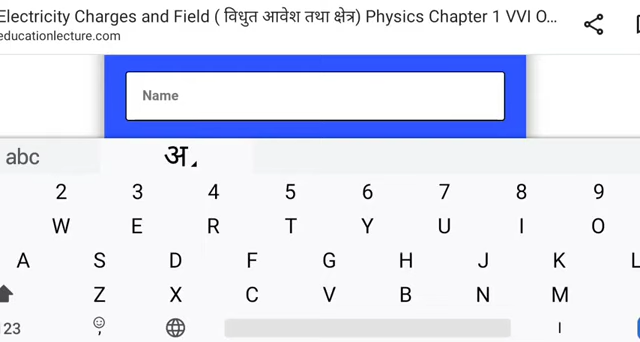 Electricity Charges and Field ( विधुत आवेश तथा क्षेत्र) Physics Chapter 1 VVI O...
educationlecture.com
Name
abc अ
2 3 4 5 6 7 8 9
W E R T Y U I O
A S D F G H J K L
Z X C V B N M
123 , ।